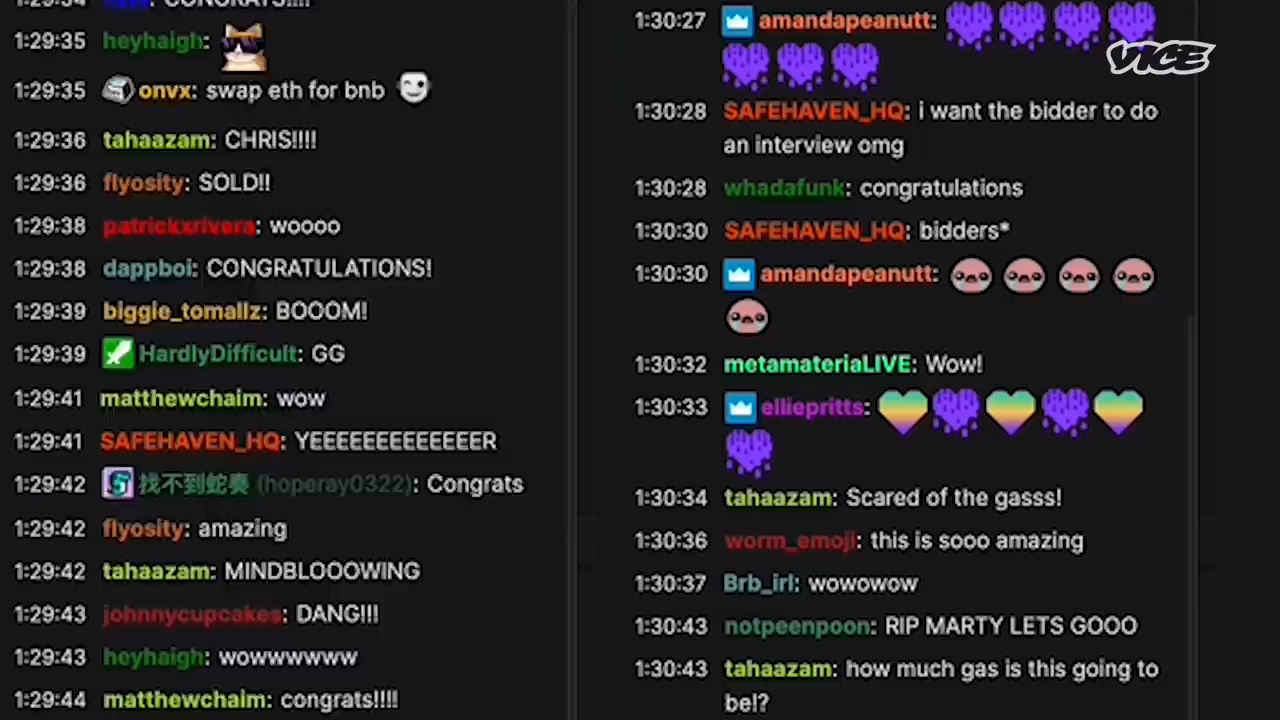 CONGRATS!!!!
1:29:35 heyhaigh:
1:29:35 onvx: swap eth for bnb
1:29:36 tahaazam: CHRIS!!!!
1:29:36 flyosity: SOLD!!
1:29:38 patrickxrivera: woooo
1:29:38 dappboi: CONGRATULATIONS!
1:29:39 biggie_tomallz: BOOOM!
1:29:39 HardlyDifficult: GG
1:29:41 matthewchaim: wow
1:29:41 SAFEHAVEN_HQ: YEEEEEEEEEEEEER
1:29:42 找不到蛇奏 (hoperay0322): Congrats
1:29:42 flyosity: amazing
1:29:42 tahaazam: MINDBLOOOWING
1:29:43 johnnycupcakes: DANG!!!
1:29:43 heyhaigh: wowwwwww
1:29:44 matthewchaim: congrats!!!!
1:30:27 amandapeanutt:
VICE
1:30:28 SAFEHAVEN_HQ: i want the bidder to do
an interview omg
1:30:28 whadafunk: congratulations
1:30:30 SAFEHAVEN_HQ: bidders*
1:30:30 amandapeanutt:
1:30:32 metamateriaLIVE: Wow!
1:30:33 elliepritts:
1:30:34 tahaazam: Scared of the gasss!
1:30:36 worm_emoji: this is sooo amazing
1:30:37 Brb_irl: wowowow
1:30:43 notpeenpoon: RIP MARTY LETS GOOO
1:30:43 tahaazam: how much gas is this going to
be!?